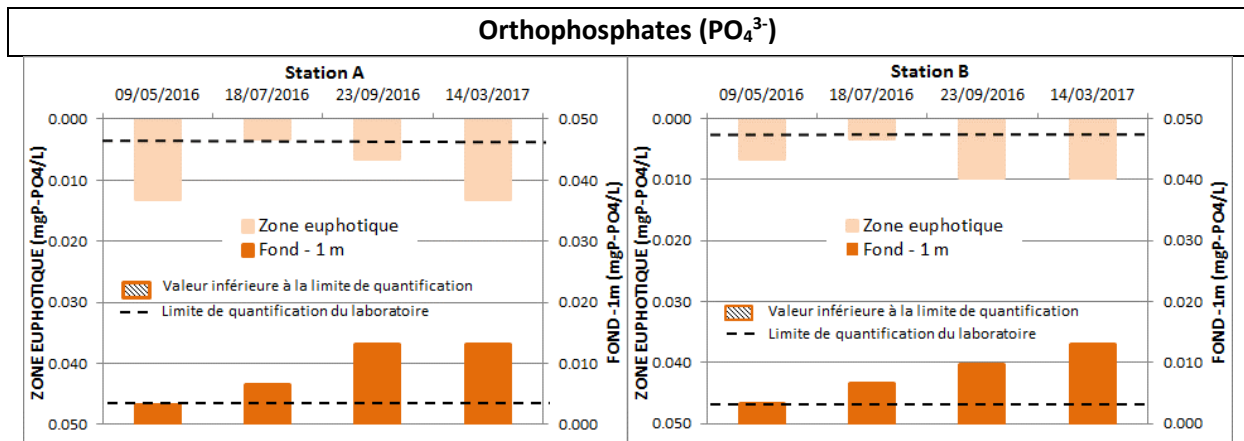 Orthophosphates (PO₄³⁻)
Station A
09/05/2016 18/07/2016 23/09/2016 14/03/2017
ZONE EUPHOTIQUE (mgP-PO4/L)
0.000
0.010
0.020
0.030
0.040
0.050
Zone euphotique
Fond - 1 m
Valeur inférieure à la limite de quantification
Limite de quantification du laboratoire
0.050
0.040
0.030
0.020
0.010
0.000
FOND -1m (mgP-PO4/L)
Station B
09/05/2016 18/07/2016 23/09/2016 14/03/2017
ZONE EUPHOTIQUE (mgP-PO4/L)
0.000
0.010
0.020
0.030
0.040
0.050
Zone euphotique
Fond - 1 m
Valeur inférieure à la limite de quantification
Limite de quantification du laboratoire
0.050
0.040
0.030
0.020
0.010
0.000
FOND -1m (mgP-PO4/L)